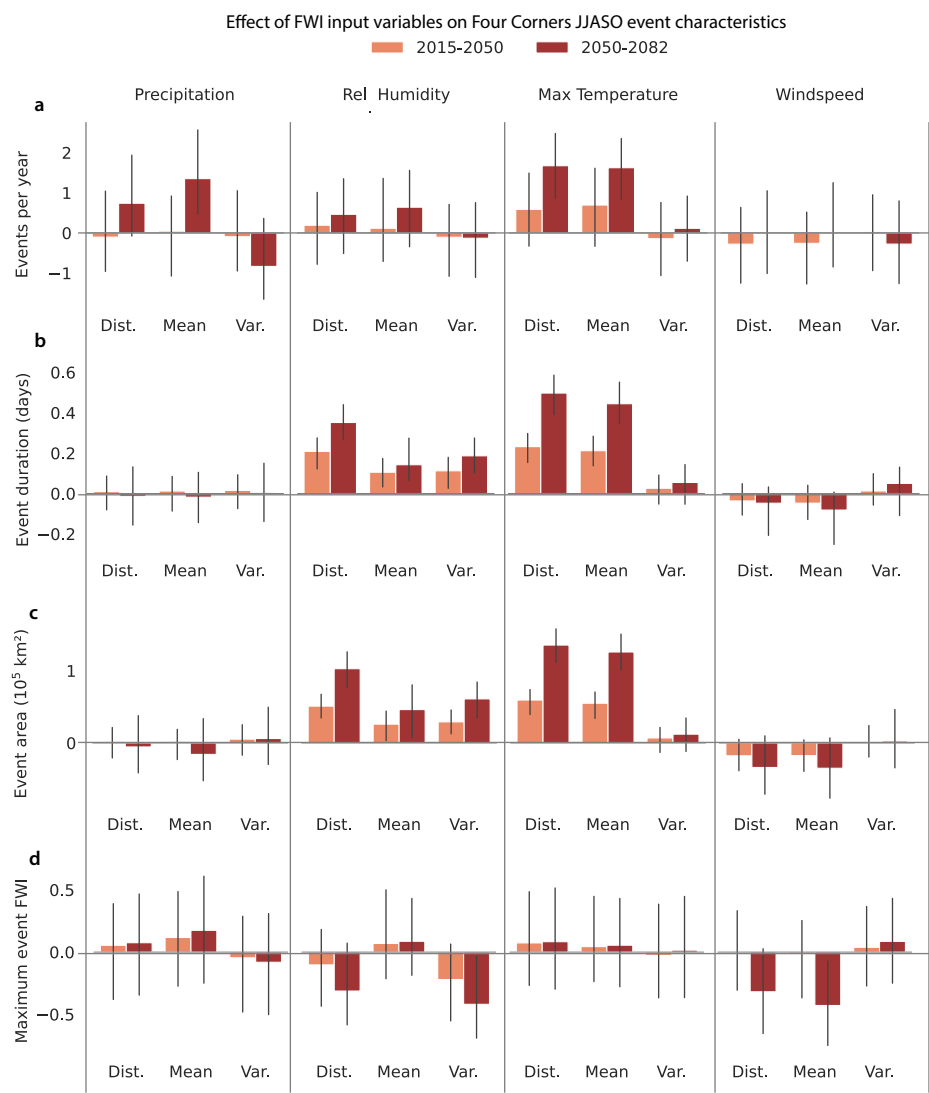 Effect of FWI input variables on Four Corners JJASO event characteristics
2015-2050 2050-2082
Precipitation Rel. Humidity Max Temperature Windspeed
a
Events per year
2
1
0
−1
Dist. Mean Var. Dist. Mean Var. Dist. Mean Var. Dist. Mean Var.
b
Event duration (days)
0.6
0.4
0.2
0.0
−0.2
Dist. Mean Var. Dist. Mean Var. Dist. Mean Var. Dist. Mean Var.
c
Event area (10⁵ km²)
1
0
Dist. Mean Var. Dist. Mean Var. Dist. Mean Var. Dist. Mean Var.
d
Maximum event FWI
0.5
0.0
−0.5
Dist. Mean Var. Dist. Mean Var. Dist. Mean Var. Dist. Mean Var.